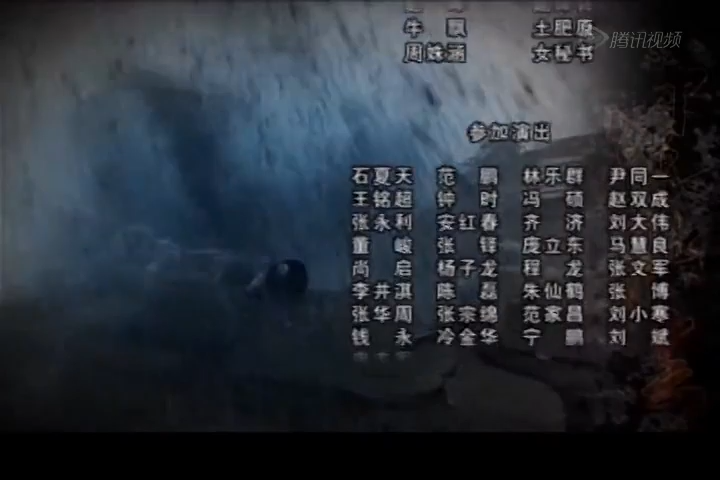 牛飘 土肥原
腾讯视频
周姝涵 女秘书
参加演出
石夏天 范鹏 林乐群 尹同一
王铭超 钟时 冯硕 赵双成
张永利 安红春 齐济 刘大伟
董峻 张铎 庞立东 马慧良
尚启 杨子龙 程龙 张文军
李井淇 陈磊 朱仙鹤 张博
张华周 张宗绵 范家昌 刘小寒
钱永 冷金华 宁鹏 刘斌